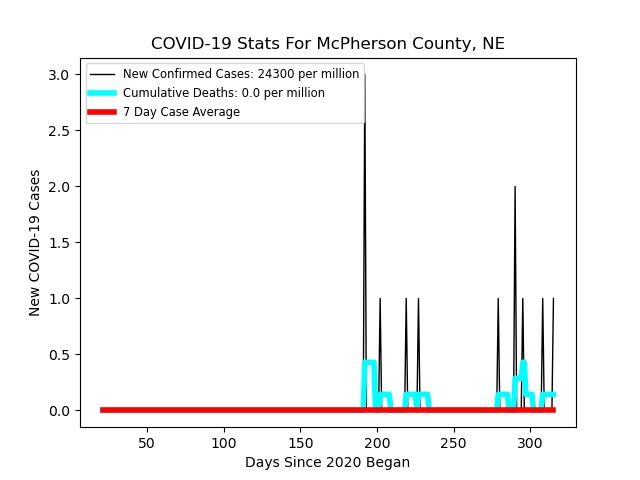 COVID-19 Stats For McPherson County, NE
New Confirmed Cases: 24300 per million
Cumulative Deaths: 0.0 per million
7 Day Case Average
New COVID-19 Cases
3.0
2.5
2.0
1.5
1.0
0.5
0.0
50 100 150 200 250 300
Days Since 2020 Began